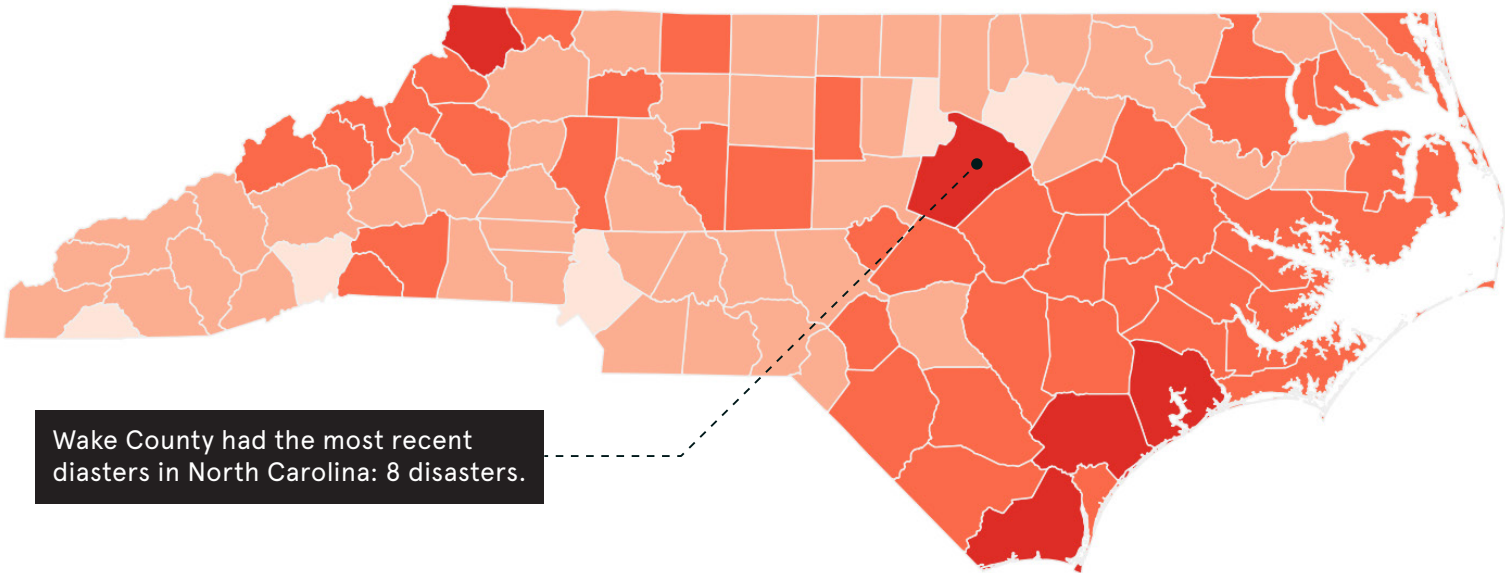 Wake County had the most recent
diasters in North Carolina: 8 disasters.